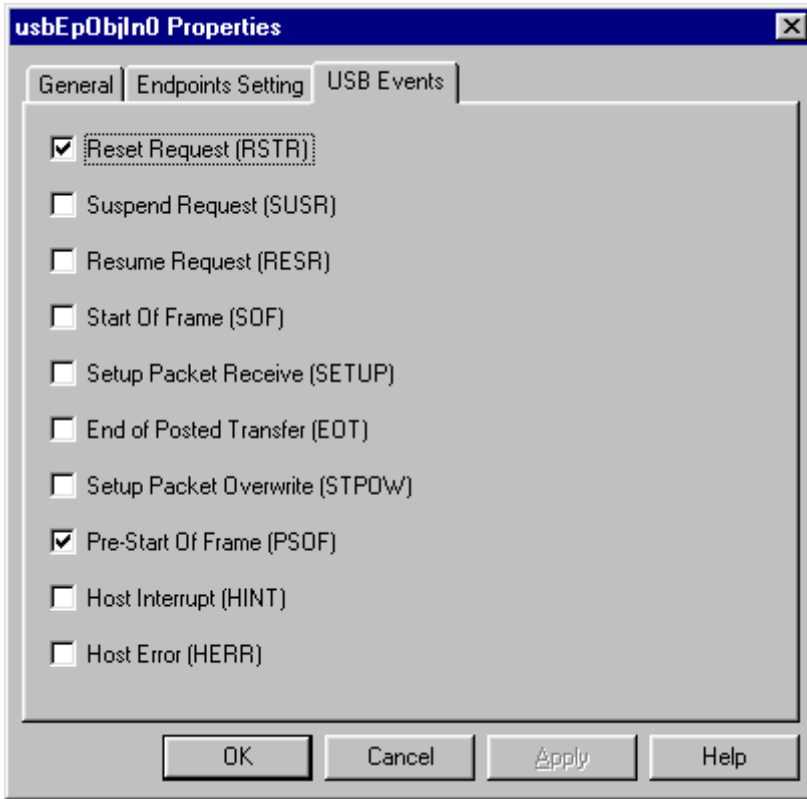 usbEpObjIn0 Properties
General Endpoints Setting USB Events
Reset Request (RSTR)
Suspend Request (SUSR)
Resume Request (RESR)
Start Of Frame (SOF)
Setup Packet Receive (SETUP)
End of Posted Transfer (EOT)
Setup Packet Overwrite (STPOW)
Pre-Start Of Frame (PSOF)
Host Interrupt (HINT)
Host Error (HERR)
OK Cancel Apply Help